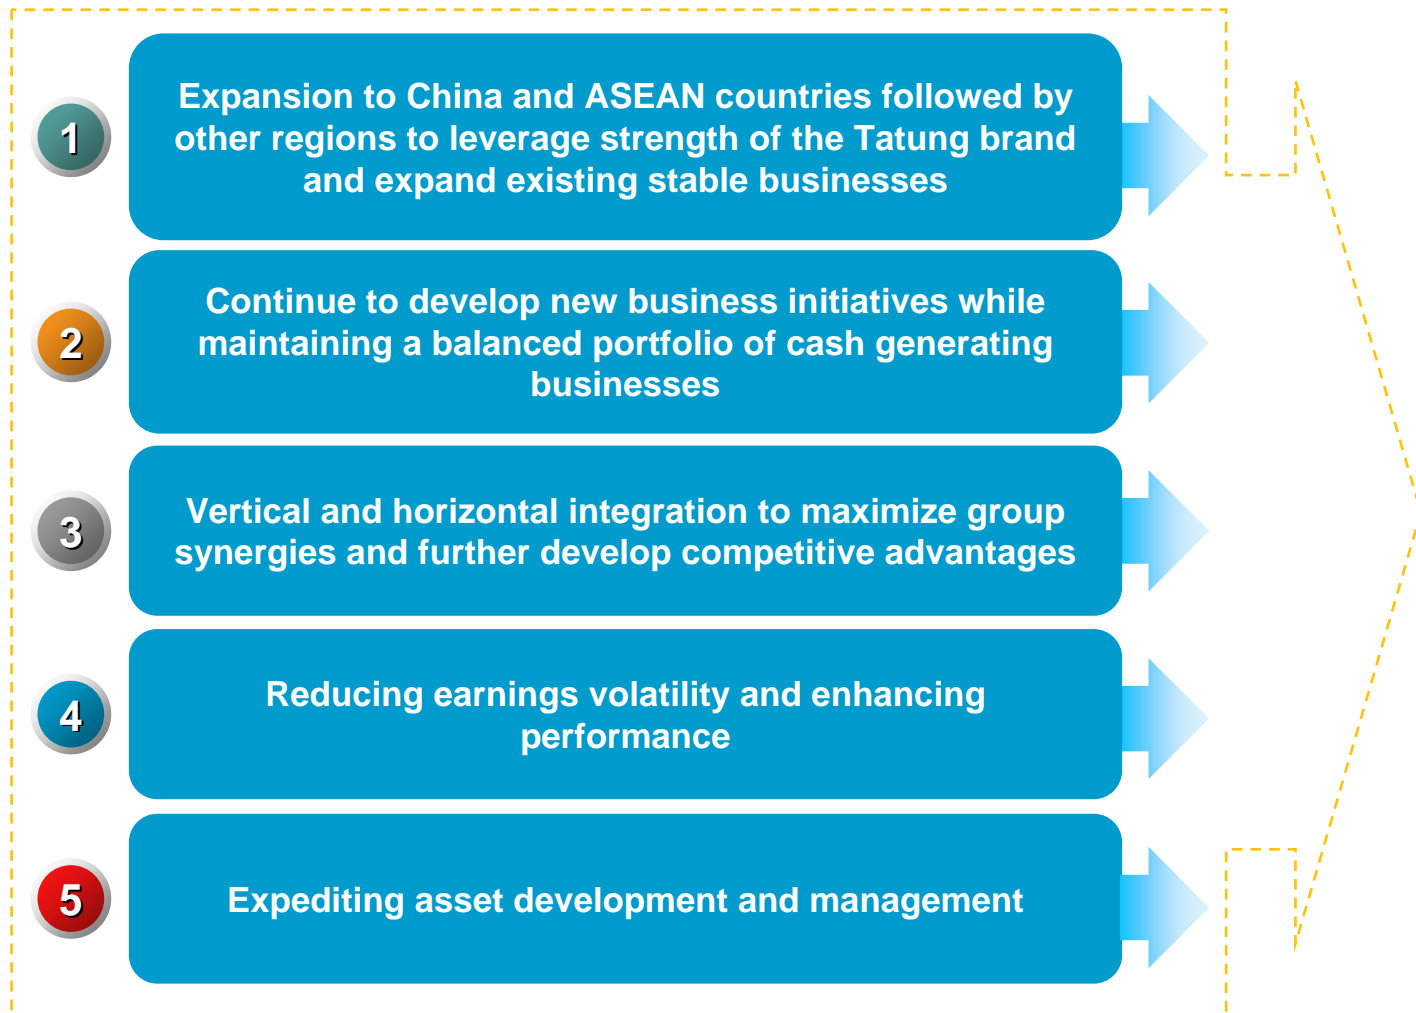 1
Expansion to China and ASEAN countries followed by
other regions to leverage strength of the Tatung brand
and expand existing stable businesses
2
Continue to develop new business initiatives while
maintaining a balanced portfolio of cash generating
businesses
3
Vertical and horizontal integration to maximize group
synergies and further develop competitive advantages
4
Reducing earnings volatility and enhancing
performance
5
Expediting asset development and management